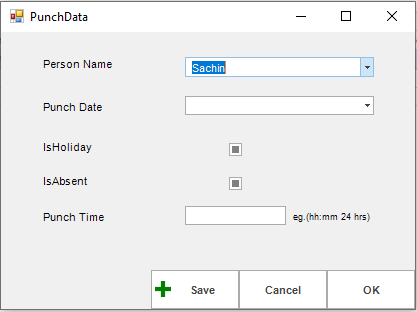 PunchData
Person Name Sachin
Punch Date
IsHoliday
IsAbsent
Punch Time eg.(hh:mm 24 hrs)
Save Cancel OK